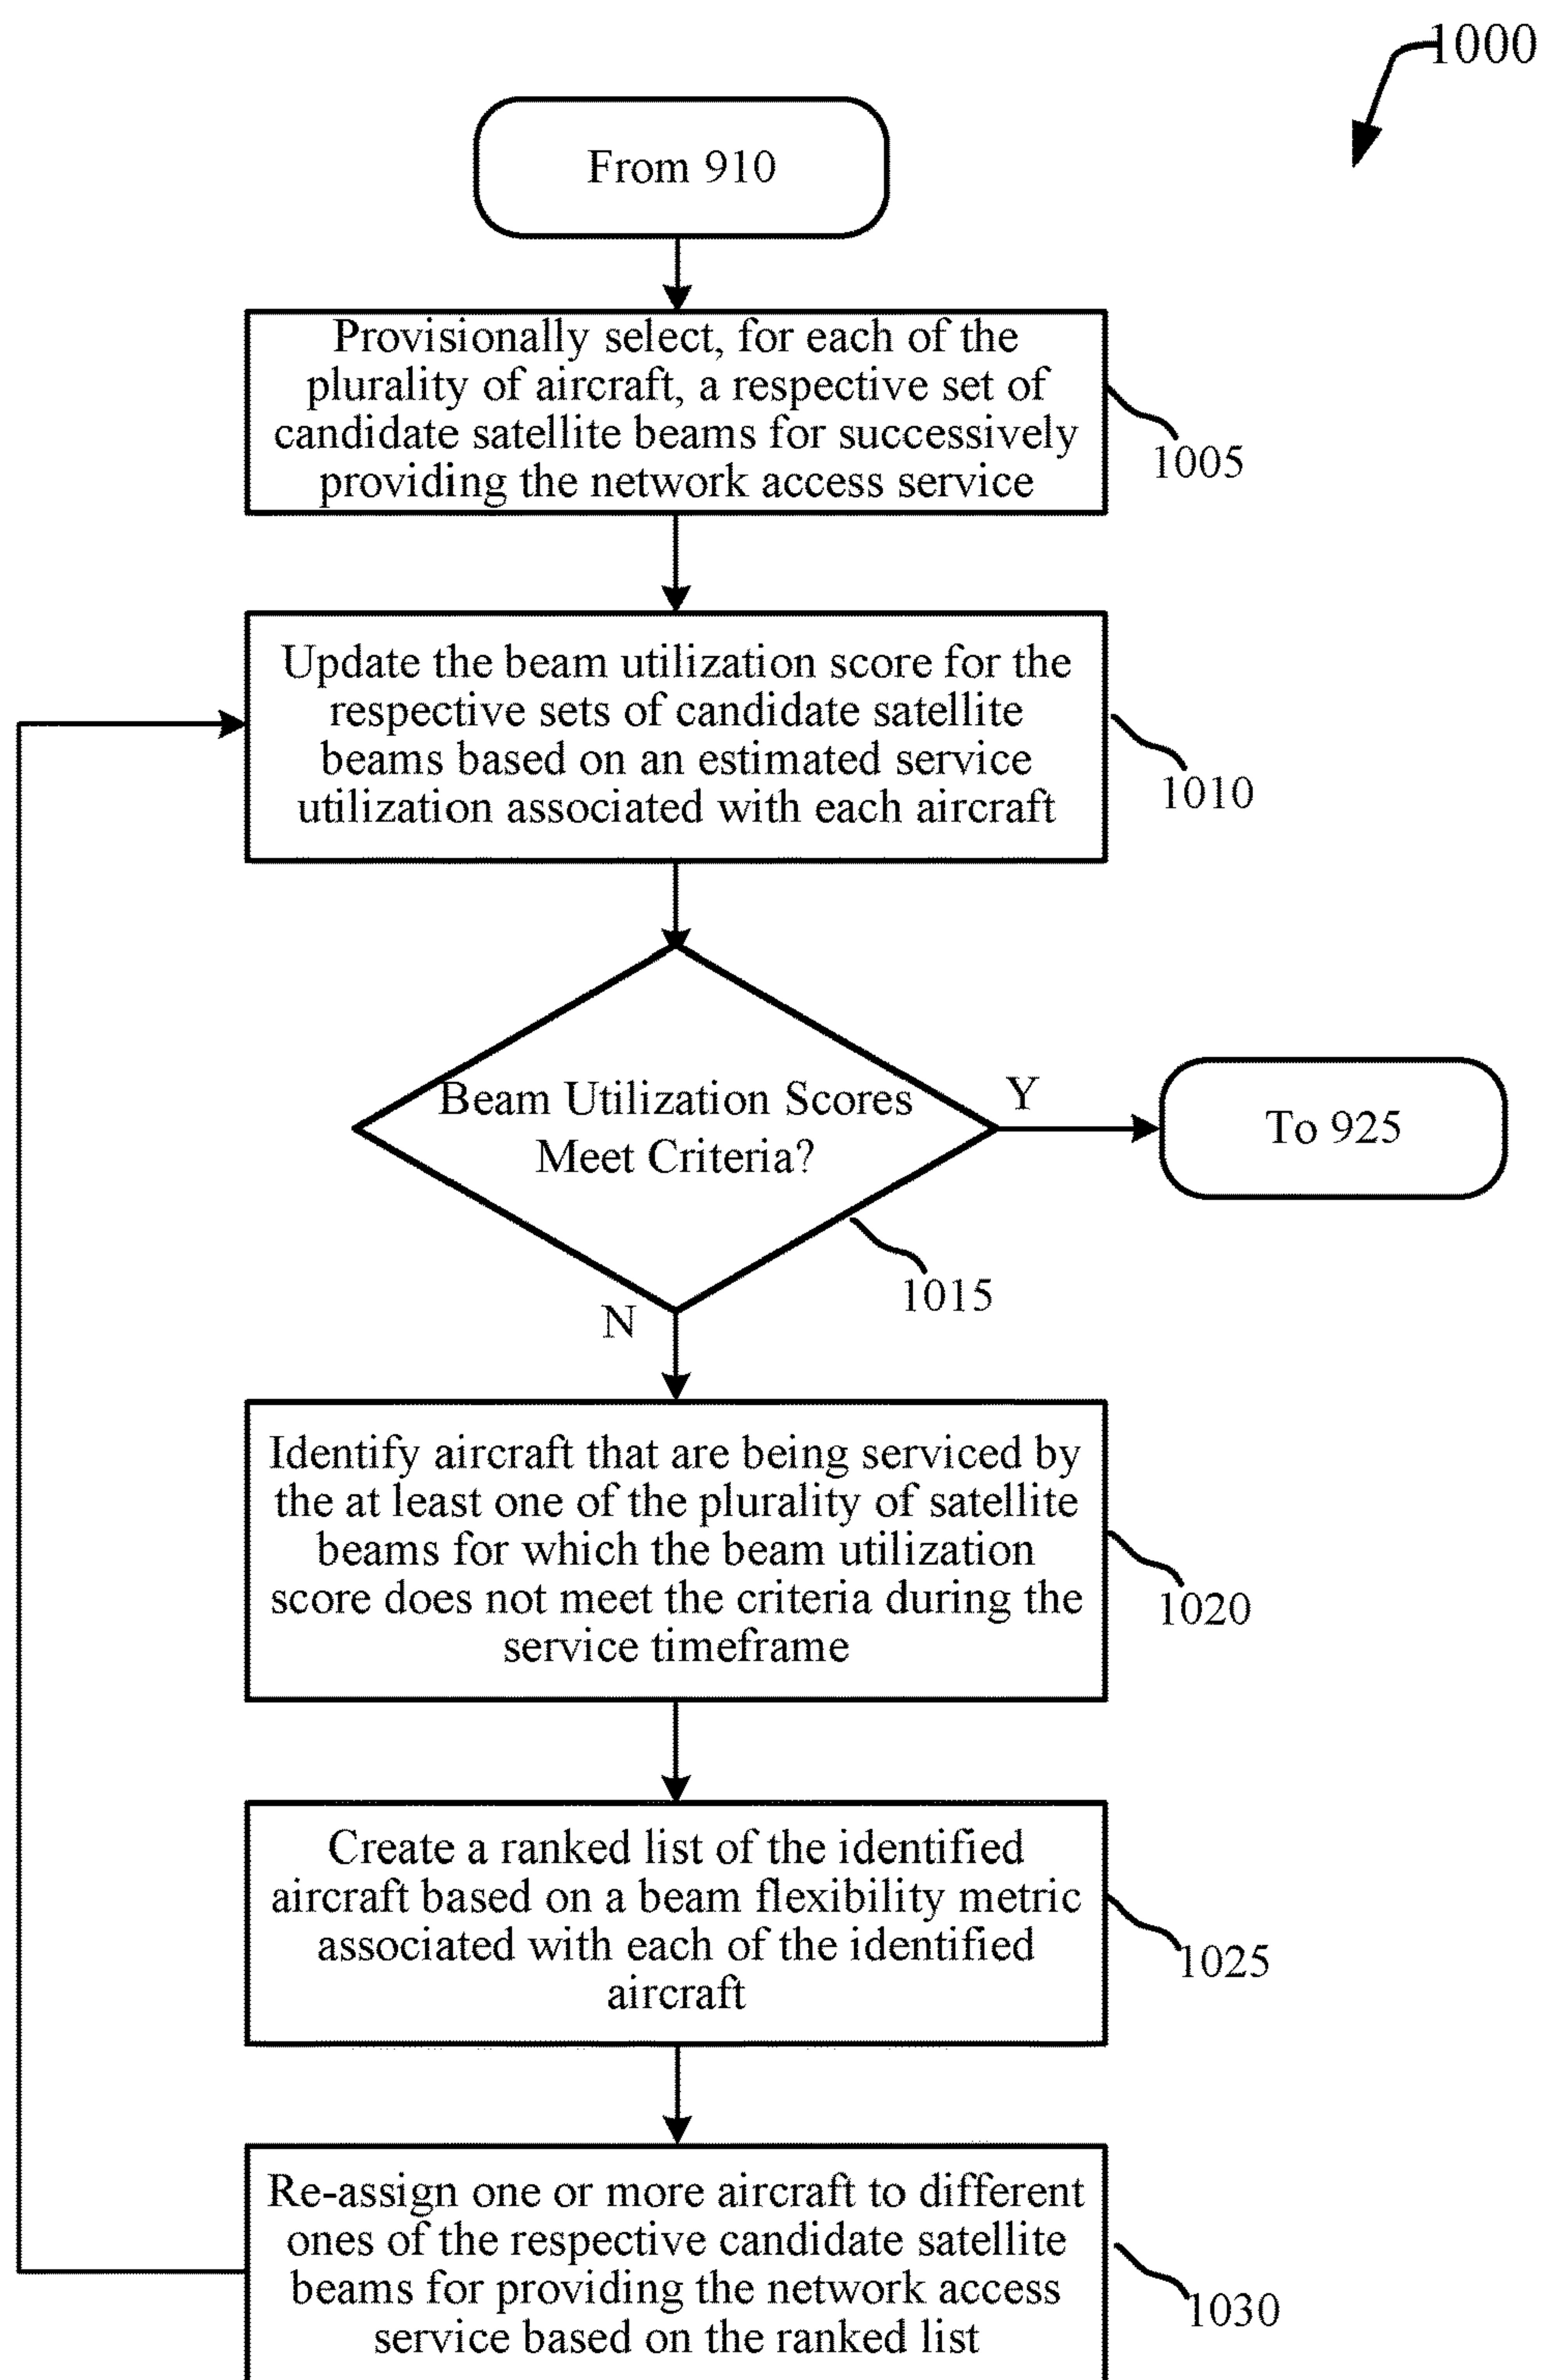 1000
From 910
Provisionally select, for each of the
plurality of aircraft, a respective set of
candidate satellite beams for successively
providing the network access service
1005
Update the beam utilization score for the
respective sets of candidate satellite
beams based on an estimated service
utilization associated with each aircraft
1010
Beam Utilization Scores
Meet Criteria?
Y
To 925
1015
N
Identify aircraft that are being serviced by
the at least one of the plurality of satellite
beams for which the beam utilization
score does not meet the criteria during the
service timeframe
1020
Create a ranked list of the identified
aircraft based on a beam flexibility metric
associated with each of the identified
aircraft
1025
Re-assign one or more aircraft to different
ones of the respective candidate satellite
beams for providing the network access
service based on the ranked list
1030